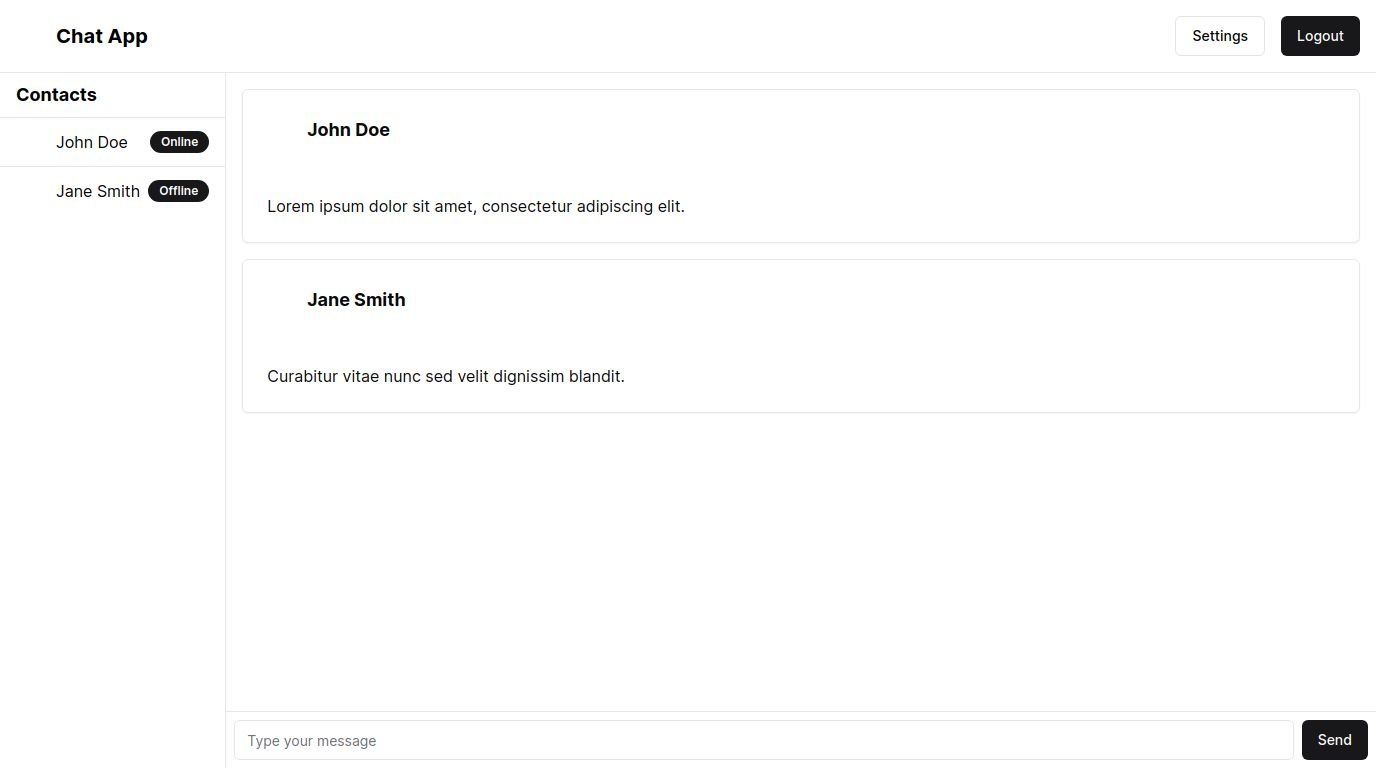 Chat App
Settings
Logout
Contacts
John Doe
Online
Jane Smith
Offline
John Doe
Lorem ipsum dolor sit amet, consectetur adipiscing elit.
Jane Smith
Curabitur vitae nunc sed velit dignissim blandit.
Type your message
Send